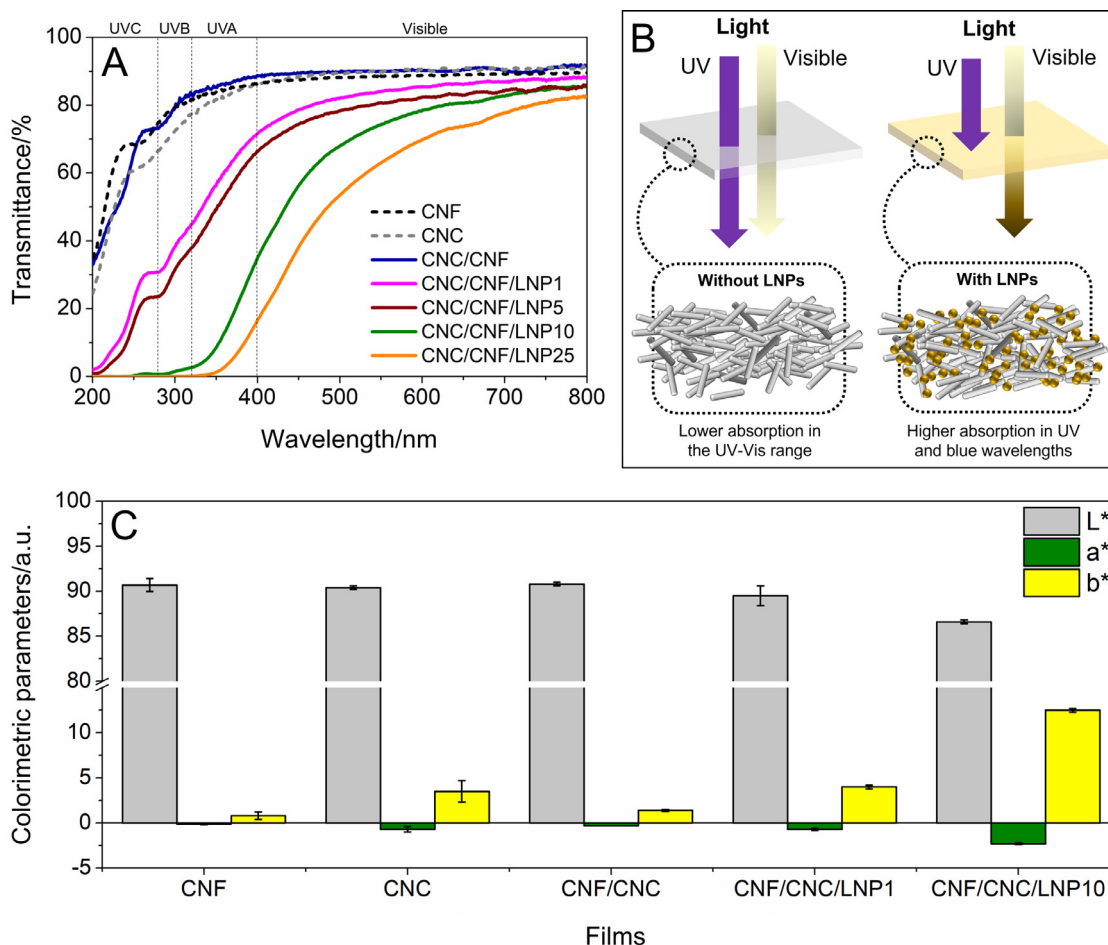 UVC UVB UVA Visible
A
100
80
60
40
20
0
Transmittance/%
200 300 400 500 600 700 800
Wavelength/nm
CNF
CNC
CNC/CNF
CNC/CNF/LNP1
CNC/CNF/LNP5
CNC/CNF/LNP10
CNC/CNF/LNP25
B
Light
UV Visible
Without LNPs
Lower absorption in
the UV-Vis range
Light
UV Visible
With LNPs
Higher absorption in UV
and blue wavelengths
C
100
95
90
85
80
10
5
0
-5
Colorimetric parameters/a.u.
L*
a*
b*
CNF CNC CNF/CNC CNF/CNC/LNP1 CNF/CNC/LNP10
Films